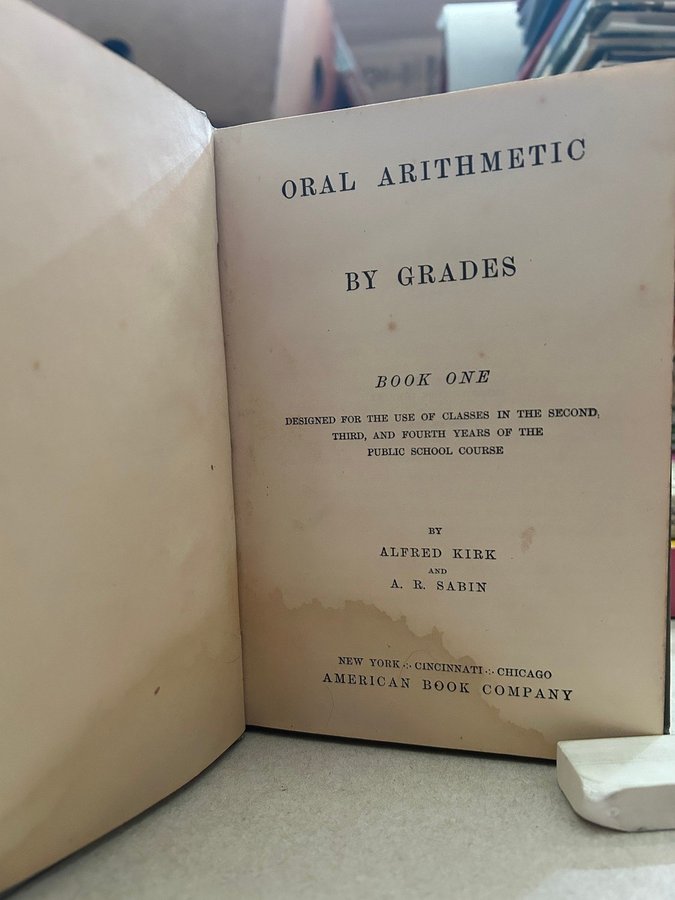 ORAL ARITHMETIC
BY GRADES
BOOK ONE
DESIGNED FOR THE USE OF CLASSES IN THE SECOND,
THIRD, AND FOURTH YEARS OF THE
PUBLIC SCHOOL COURSE
BY
ALFRED KIRK
AND
A. R. SABIN
NEW YORK ·:· CINCINNATI ·:· CHICAGO
AMERICAN BOOK COMPANY